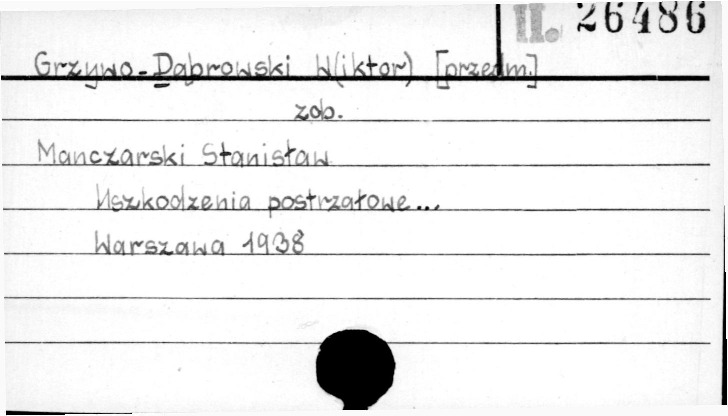 II. 26486
Grzywo-Dąbrowski W(iktor) [przedm.]
zob.
Manczarski Stanisław
Uszkodzenia postrzałowe...
Warszawa 1938